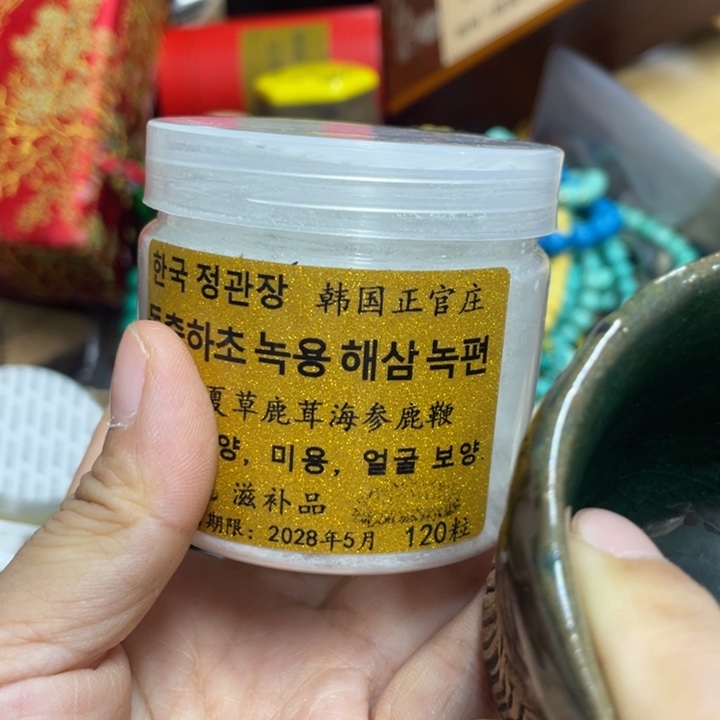 한국 정관장 韩国正官庄
동충하초 녹용 해삼 녹편
夏草鹿茸海参鹿鞭
양, 미용, 얼굴 보양
滋补品
期限: 2028年5月 120粒